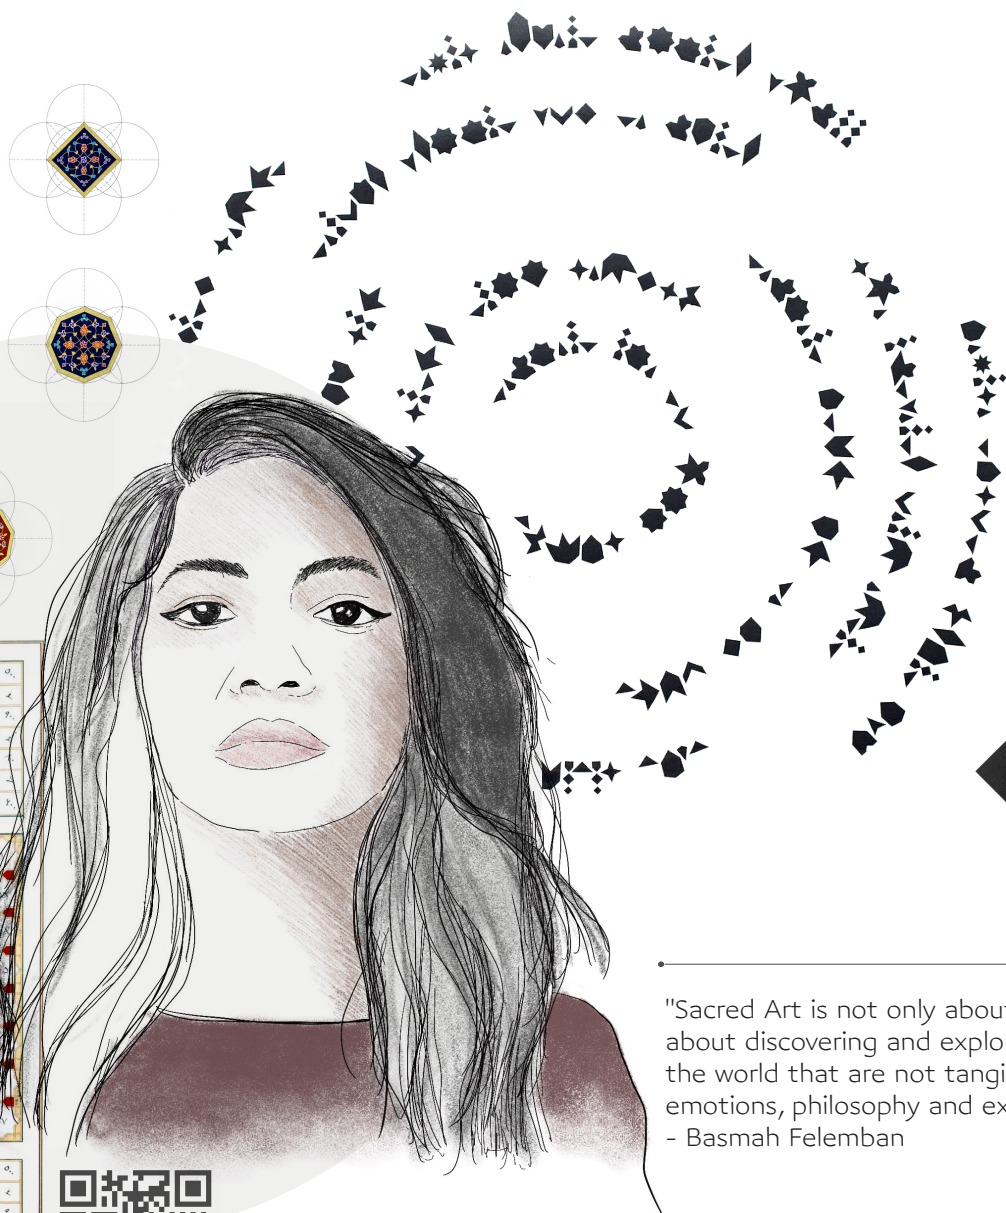 "Sacred Art is not only about
about discovering and explo
the world that are not tangi
emotions, philosophy and ex
- Basmah Felemban